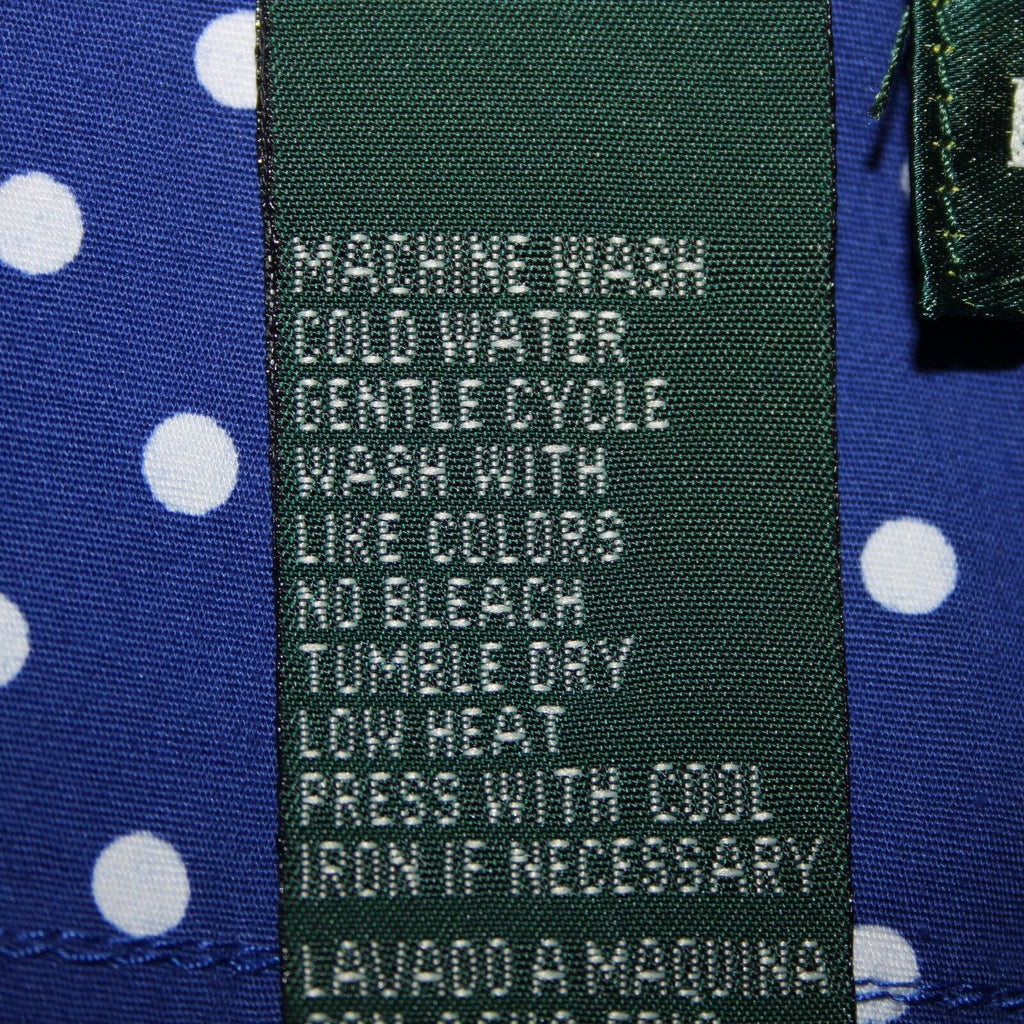 MACHINE WASH
COLD WATER
GENTLE CYCLE
WASH WITH
LIKE COLORS
NO BLEACH
TUMBLE DRY
LOW HEAT
PRESS WITH COOL
IRON IF NECESSARY
LAVADO A MAQUINA